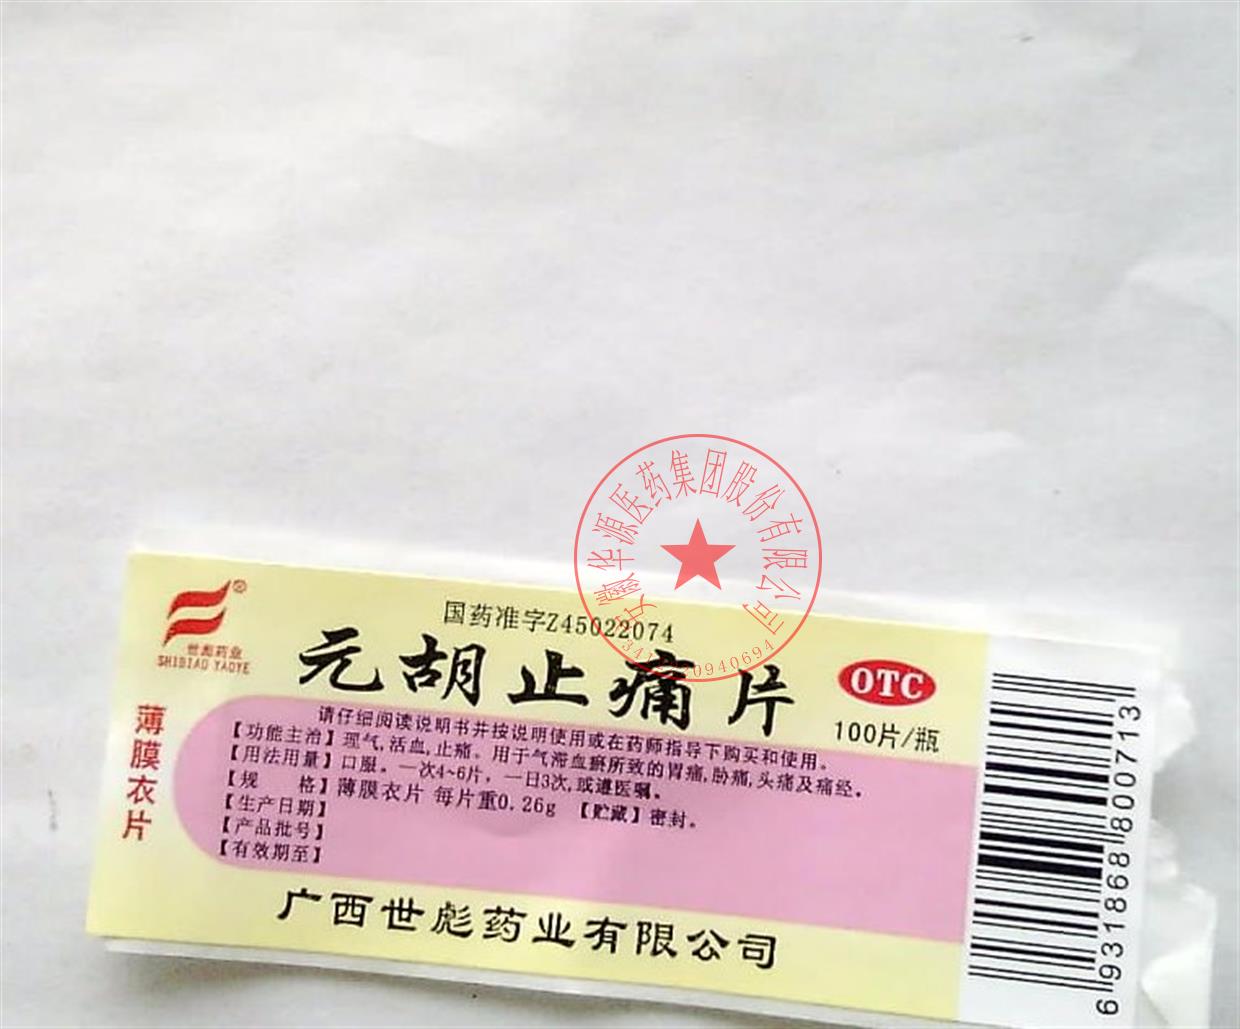 安徽华源医药集团股份有限公司
世彪药业
SHIBIAO YAOYE
®
国药准字Z45022074
元胡止痛片
OTC
100片/瓶
薄膜衣片
请仔细阅读说明书并按说明使用或在药师指导下购买和使用。
【功能主治】理气,活血,止痛。用于气滞血瘀所致的胃痛,胁痛,头痛及痛经。
【用法用量】口服。一次4~6片,一日3次,或遵医嘱。
【规 格】薄膜衣片 每片重0.26g 【贮藏】密封。
【生产日期】
【产品批号】
【有效期至】
广西世彪药业有限公司
6931868800713